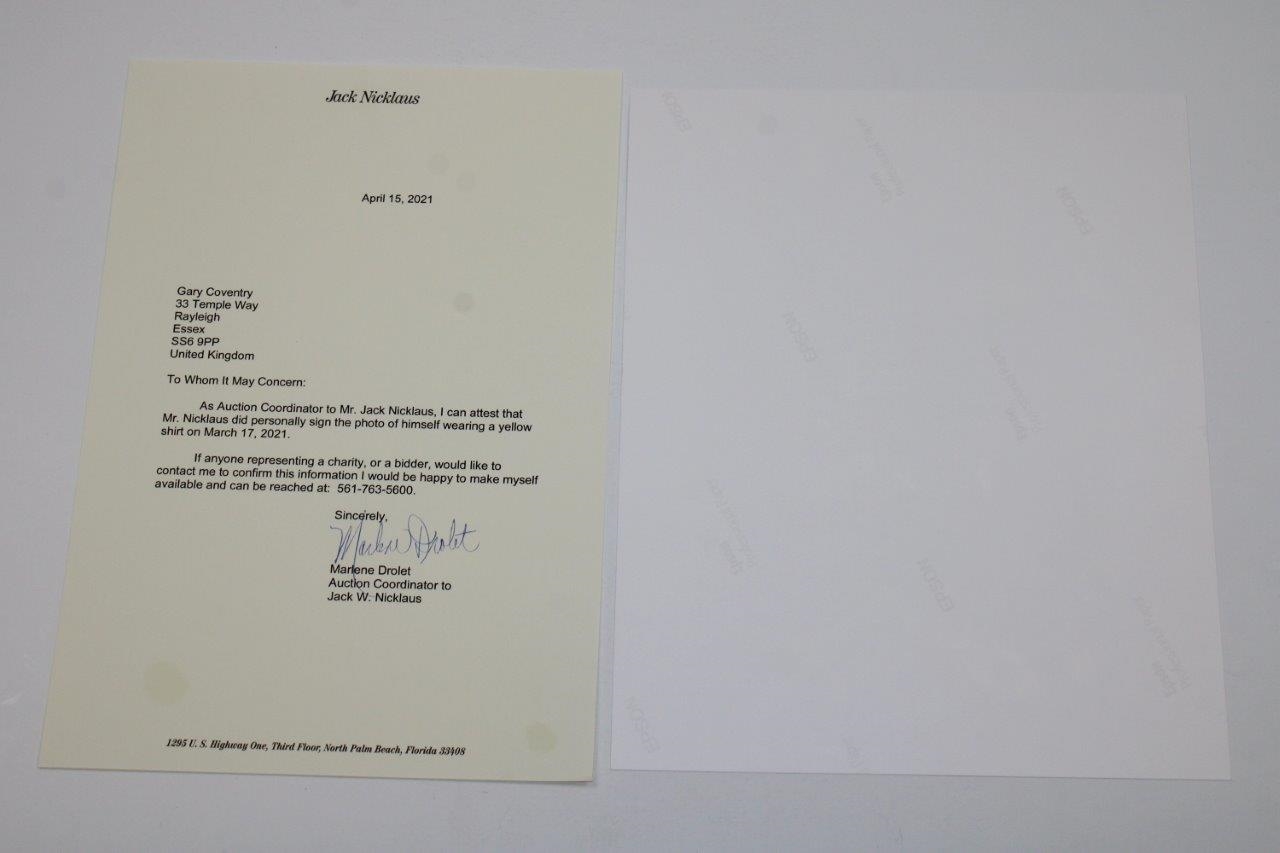 Jack Nicklaus
April 15, 2021
Gary Coventry
33 Temple Way
Rayleigh
Essex
SS6 9PP
United Kingdom
To Whom It May Concern:
As Auction Coordinator to Mr. Jack Nicklaus, I can attest that
Mr. Nicklaus did personally sign the photo of himself wearing a yellow
shirt on March 17, 2021.
If anyone representing a charity, or a bidder, would like to
contact me to confirm this information I would be happy to make myself
available and can be reached at: 561-763-5600.
Sincerely,
Marlene Drolet
Marlene Drolet
Auction Coordinator to
Jack W. Nicklaus
1295 U. S. Highway One, Third Floor, North Palm Beach, Florida 33408
EPSON
EPSON
EPSON
EPSON
EPSON